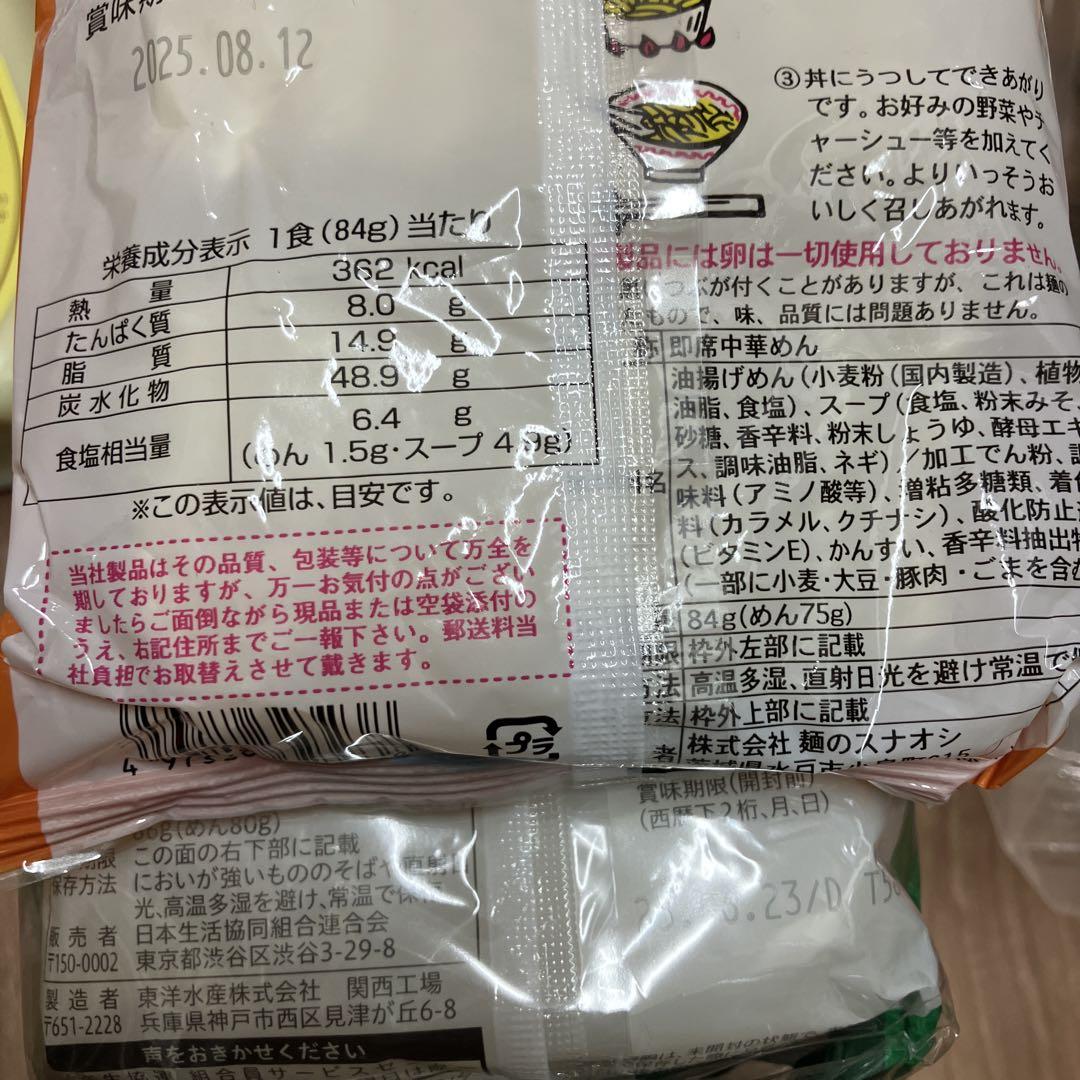 賞味期
2025.08.12
③丼にうつしてできあがり
です。お好みの野菜やチ
ャーシュー等を加えてく
ださい。よりいっそうお
いしく召しあがれます。
栄養成分表示 1食(84g)当たり
熱量 362 kcal
たんぱく質 8.0 g
脂質 14.9 g
炭水化物 48.9 g
食塩相当量 6.4 g
(めん 1.5g・スープ 4.9g)
※この表示値は、目安です。
製品には卵は一切使用しておりません。
つぶが付くことがありますが、これは麺の
もので、味、品質には問題ありません。
称 即席中華めん
名 油揚げめん(小麦粉(国内製造)、植物
油脂、食塩)、スープ(食塩、粉末みそ、
砂糖、香辛料、粉末しょうゆ、酵母エキ
ス、調味油脂、ネギ)/加工でん粉、調
味料(アミノ酸等)、増粘多糖類、着色
料(カラメル、クチナシ)、酸化防止
(ビタミンE)、かんすい、香辛料抽出物
(一部に小麦・大豆・豚肉・ごまを含む
量 84g(めん75g)
期限 枠外左部に記載
方法 高温多湿、直射日光を避け常温で
方法 枠外上部に記載
者 株式会社 麺のスナオシ
当社製品はその品質、包装等について万全を
期しておりますが、万一お気付の点がござい
ましたらご面倒ながら現品または空袋添付の
うえ、右記住所までご一報下さい。郵送料当
社負担でお取替えさせて戴きます。
プラ
賞味期限(開封前)
(西暦下2桁、月、日)
.23/D
66g(めん80g)
期限 この面の右下部に記載
保存方法 においが強いもののそばや直射日
光、高温多湿を避け、常温で保存
販売者 日本生活協同組合連合会
〒150-0002 東京都渋谷区渋谷3-29-8
製造者 東洋水産株式会社 関西工場
〒651-2228 兵庫県神戸市西区見津が丘6-8
声をおきかせください